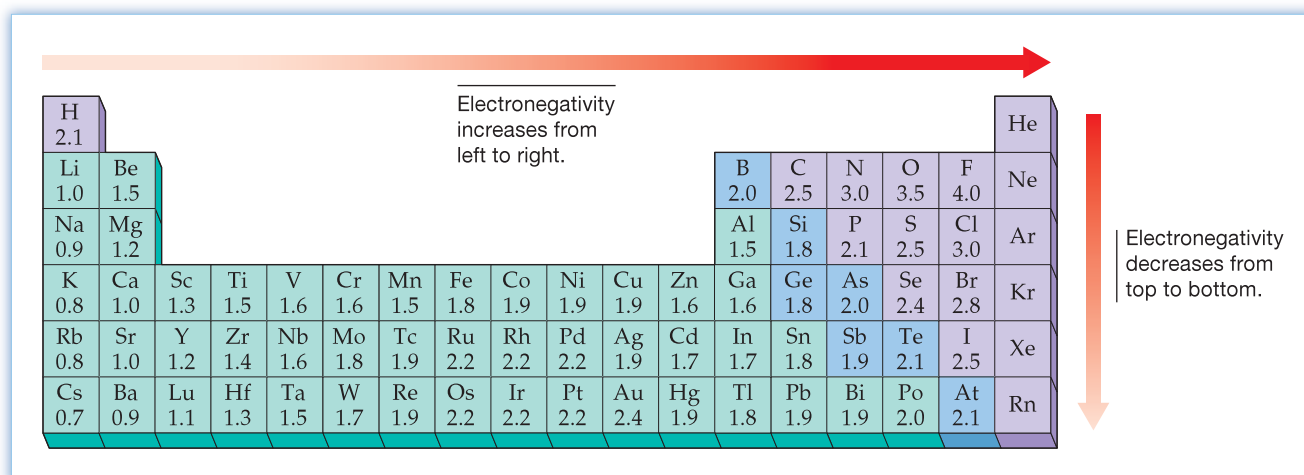 Electronegativity
increases from
left to right.
H He
2.1
Li Be B C N O F Ne
1.0 1.5 2.0 2.5 3.0 3.5 4.0
Na Mg Al Si P S Cl Ar
0.9 1.2 1.5 1.8 2.1 2.5 3.0
K Ca Sc Ti V Cr Mn Fe Co Ni Cu Zn Ga Ge As Se Br Kr
0.8 1.0 1.3 1.5 1.6 1.6 1.5 1.8 1.9 1.9 1.9 1.6 1.6 1.8 2.0 2.4 2.8
Rb Sr Y Zr Nb Mo Tc Ru Rh Pd Ag Cd In Sn Sb Te I Xe
0.8 1.0 1.2 1.4 1.6 1.8 1.9 2.2 2.2 2.2 1.9 1.7 1.7 1.8 1.9 2.1 2.5
Cs Ba Lu Hf Ta W Re Os Ir Pt Au Hg Tl Pb Bi Po At Rn
0.7 0.9 1.1 1.3 1.5 1.7 1.9 2.2 2.2 2.2 2.4 1.9 1.8 1.9 1.9 2.0 2.1
Electronegativity
decreases from
top to bottom.